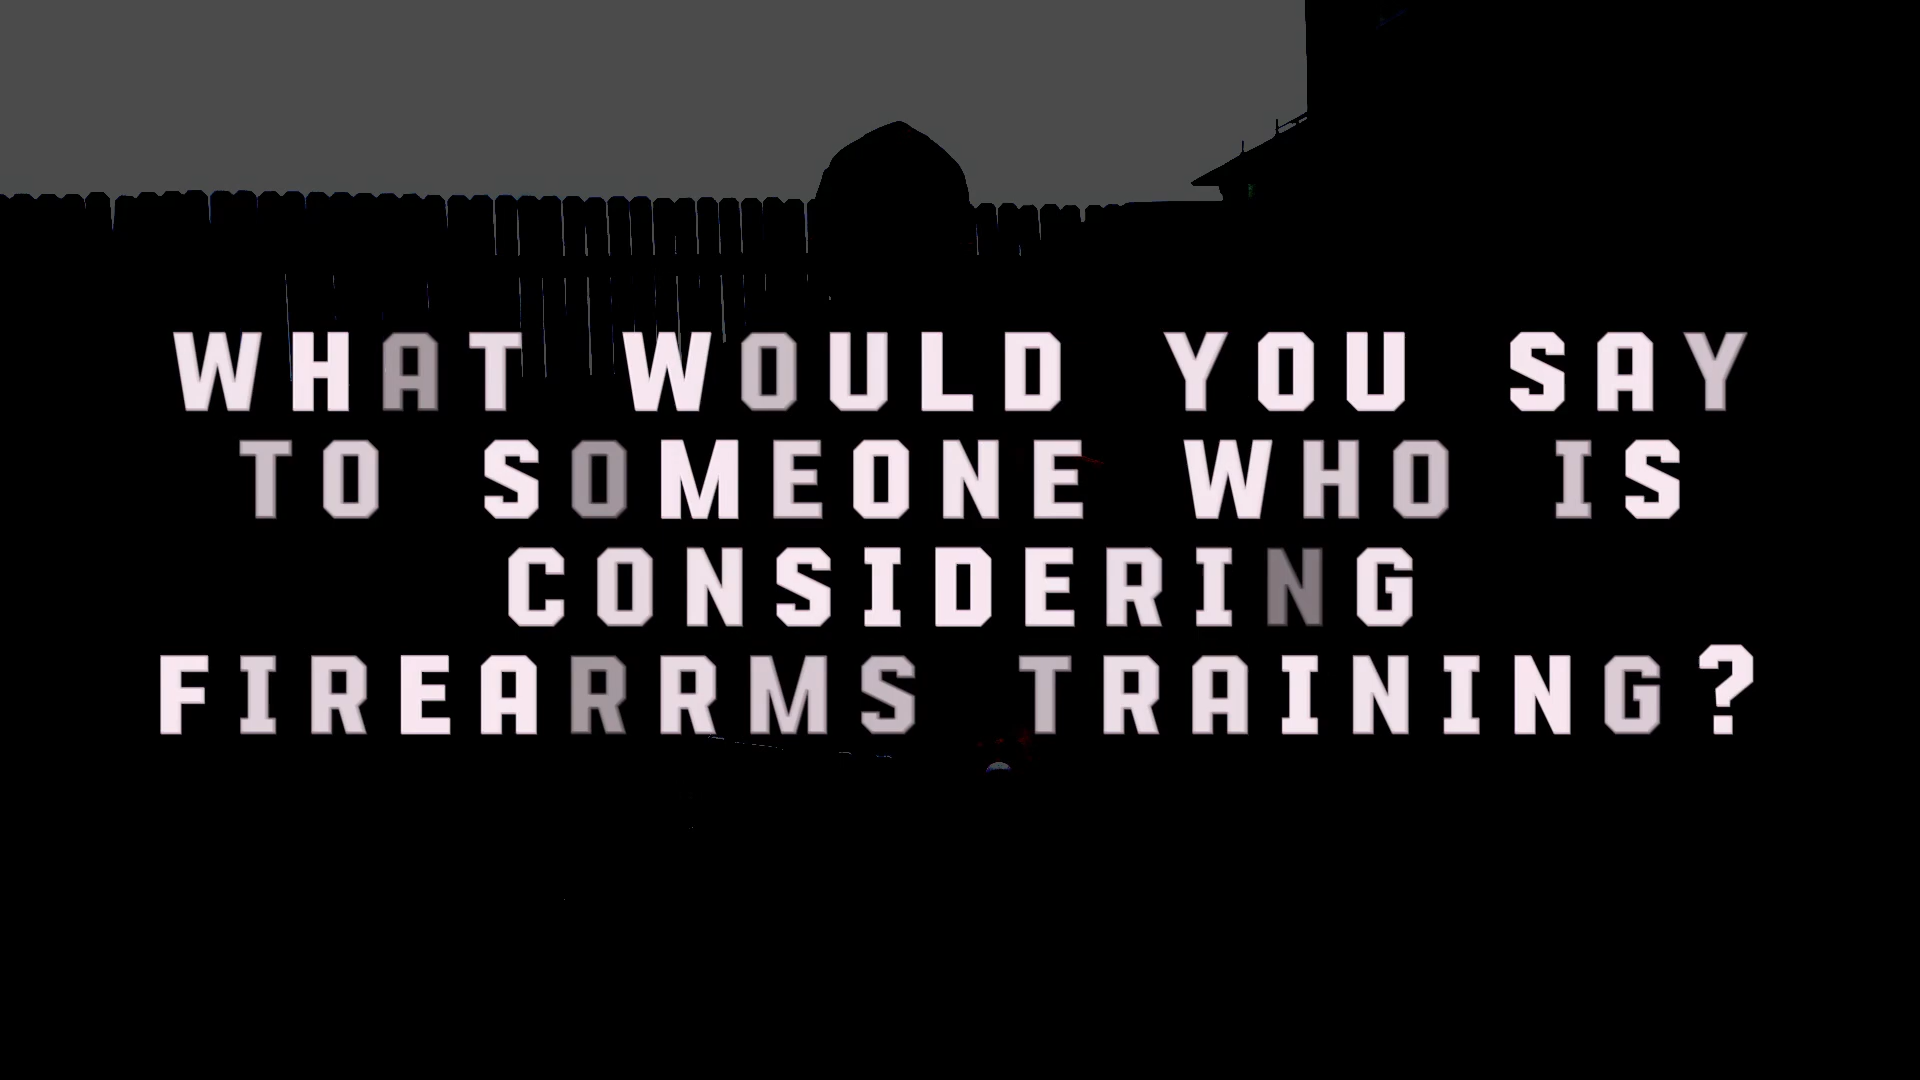 WHAT WOULD YOU SAY
TO SOMEONE WHO IS
CONSIDERING
FIREARRMS TRAINING?